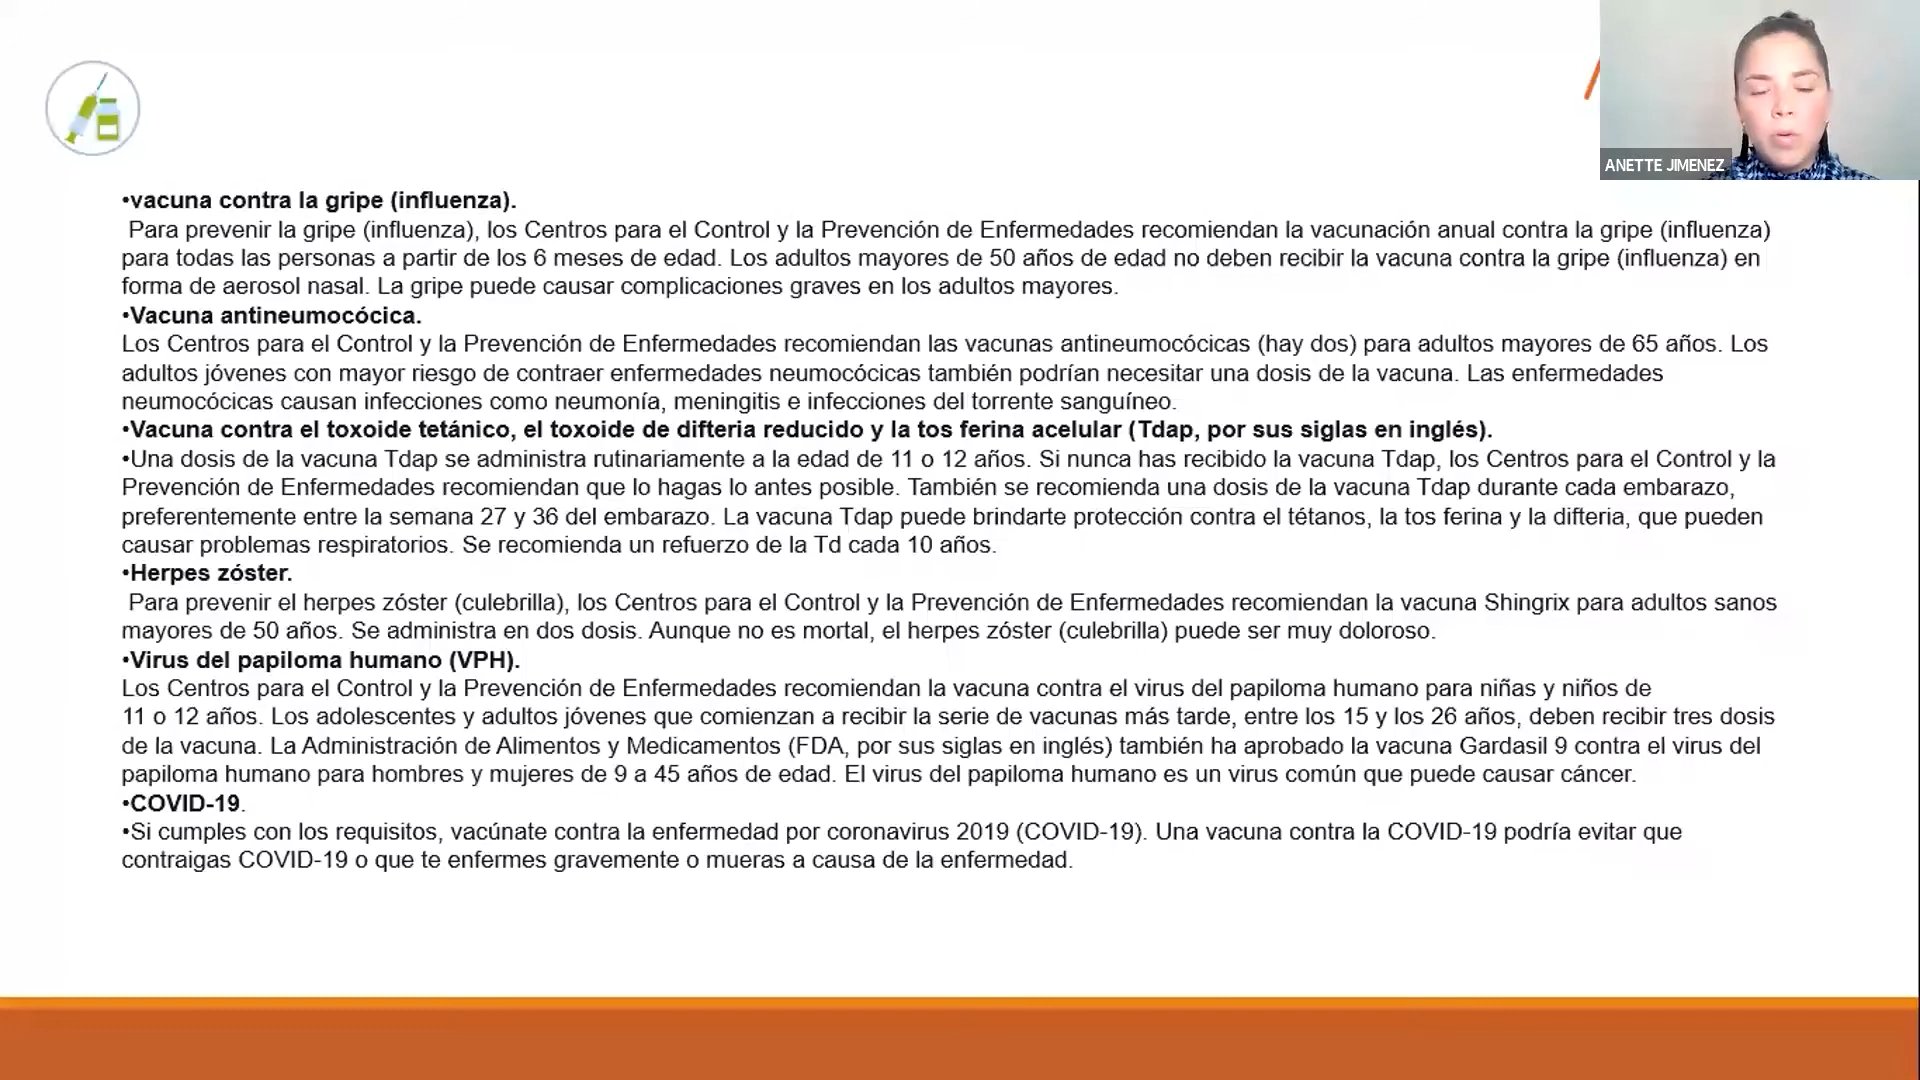 ANETTE JIMENEZ
•vacuna contra la gripe (influenza).
Para prevenir la gripe (influenza), los Centros para el Control y la Prevención de Enfermedades recomiendan la vacunación anual contra la gripe (influenza)
para todas las personas a partir de los 6 meses de edad. Los adultos mayores de 50 años de edad no deben recibir la vacuna contra la gripe (influenza) en
forma de aerosol nasal. La gripe puede causar complicaciones graves en los adultos mayores.
•Vacuna antineumocócica.
Los Centros para el Control y la Prevención de Enfermedades recomiendan las vacunas antineumocócicas (hay dos) para adultos mayores de 65 años. Los
adultos jóvenes con mayor riesgo de contraer enfermedades neumocócicas también podrían necesitar una dosis de la vacuna. Las enfermedades
neumocócicas causan infecciones como neumonía, meningitis e infecciones del torrente sanguíneo.
•Vacuna contra el toxoide tetánico, el toxoide de difteria reducido y la tos ferina acelular (Tdap, por sus siglas en inglés).
•Una dosis de la vacuna Tdap se administra rutinariamente a la edad de 11 o 12 años. Si nunca has recibido la vacuna Tdap, los Centros para el Control y la
Prevención de Enfermedades recomiendan que lo hagas lo antes posible. También se recomienda una dosis de la vacuna Tdap durante cada embarazo,
preferentemente entre la semana 27 y 36 del embarazo. La vacuna Tdap puede brindarte protección contra el tétanos, la tos ferina y la difteria, que pueden
causar problemas respiratorios. Se recomienda un refuerzo de la Td cada 10 años.
•Herpes zóster.
Para prevenir el herpes zóster (culebrilla), los Centros para el Control y la Prevención de Enfermedades recomiendan la vacuna Shingrix para adultos sanos
mayores de 50 años. Se administra en dos dosis. Aunque no es mortal, el herpes zóster (culebrilla) puede ser muy doloroso.
•Virus del papiloma humano (VPH).
Los Centros para el Control y la Prevención de Enfermedades recomiendan la vacuna contra el virus del papiloma humano para niñas y niños de
11 o 12 años. Los adolescentes y adultos jóvenes que comienzan a recibir la serie de vacunas más tarde, entre los 15 y los 26 años, deben recibir tres dosis
de la vacuna. La Administración de Alimentos y Medicamentos (FDA, por sus siglas en inglés) también ha aprobado la vacuna Gardasil 9 contra el virus del
papiloma humano para hombres y mujeres de 9 a 45 años de edad. El virus del papiloma humano es un virus común que puede causar cáncer.
•COVID-19.
•Si cumples con los requisitos, vacúnate contra la enfermedad por coronavirus 2019 (COVID-19). Una vacuna contra la COVID-19 podría evitar que
contraigas COVID-19 o que te enfermes gravemente o mueras a causa de la enfermedad.